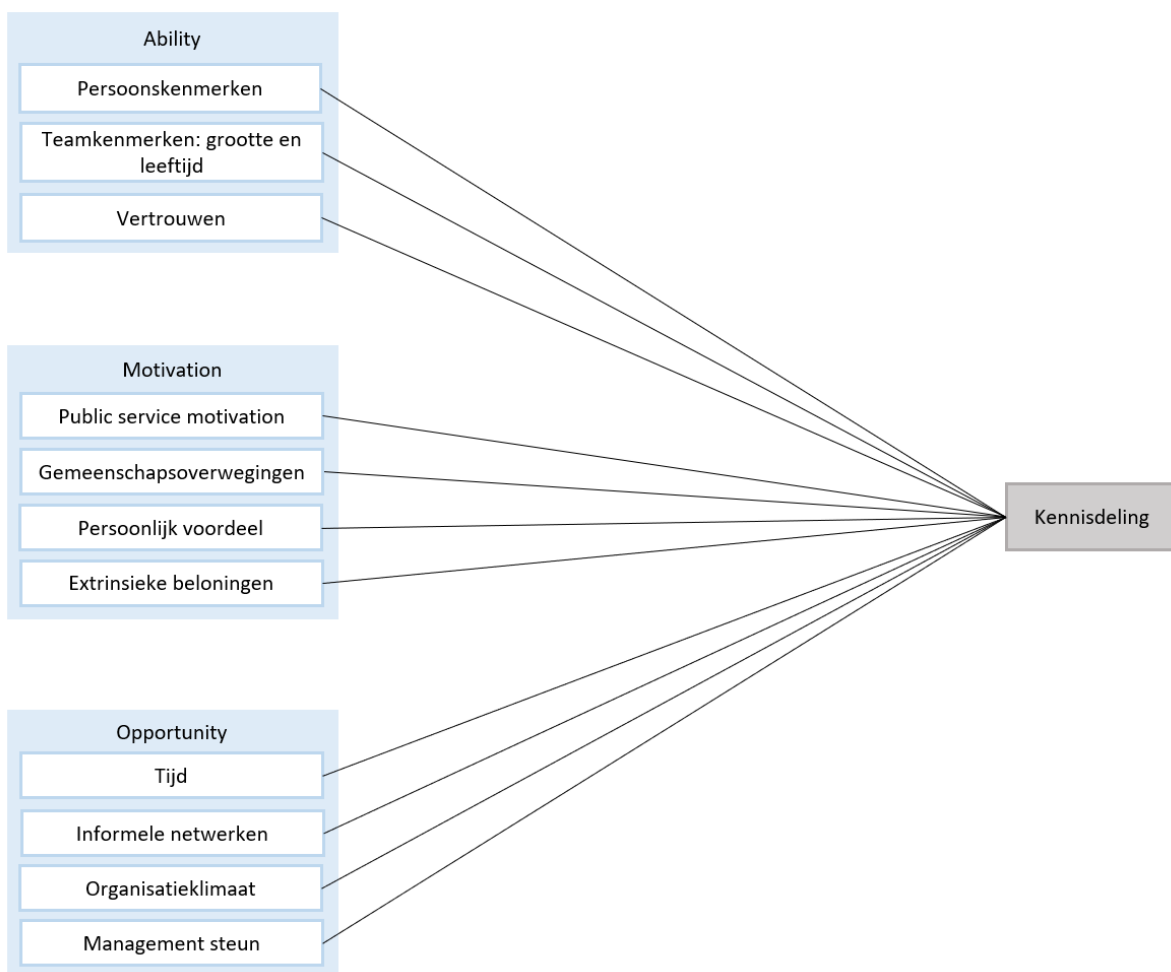 Ability
Persoonskenmerken
Teamkenmerken: grootte en
leeftijd
Vertrouwen
Motivation
Public service motivation
Gemeenschapsoverwegingen
Persoonlijk voordeel
Extrinsieke beloningen
Kennisdeling
Opportunity
Tijd
Informele netwerken
Organisatieklimaat
Management steun